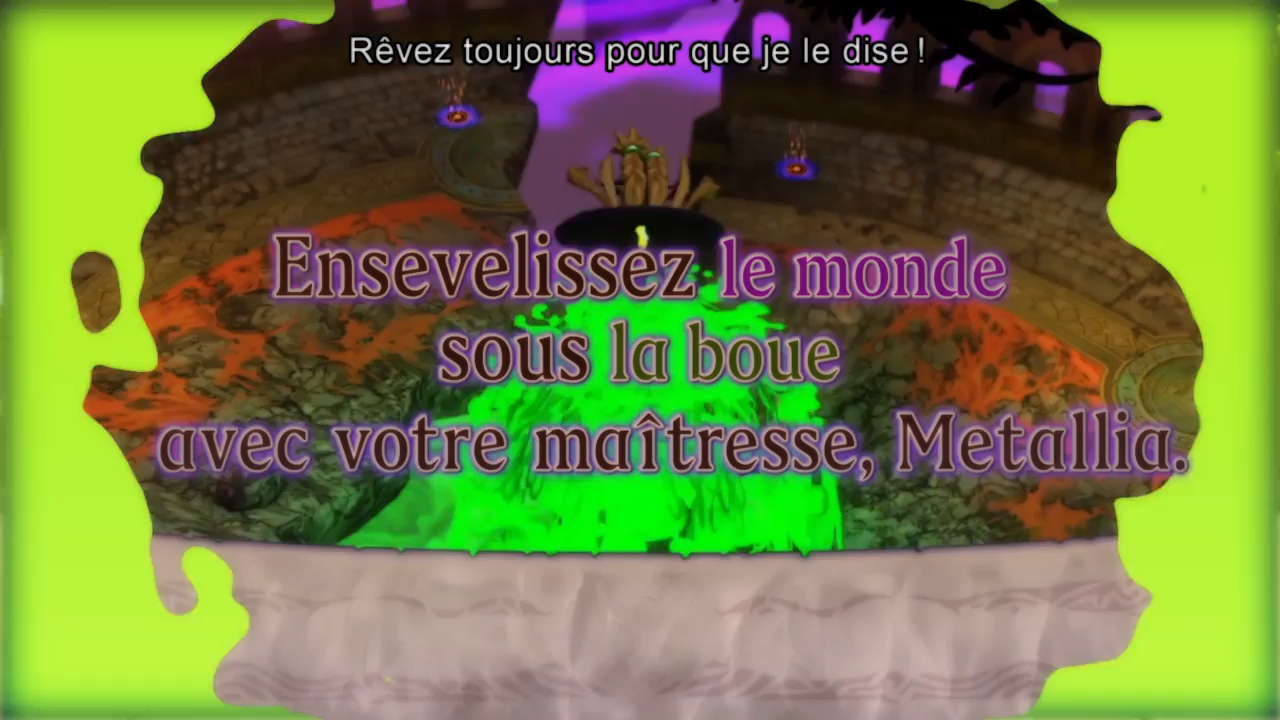 Rêvez toujours pour que je le dise !
Ensevelissez le monde
sous la boue
avec votre maîtresse, Metallia.